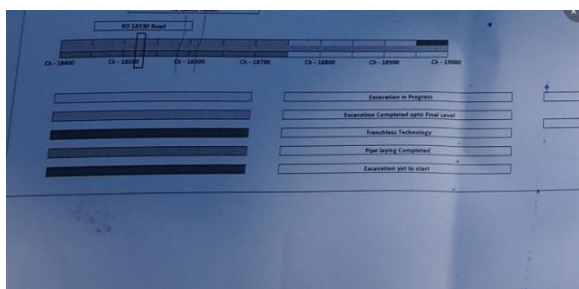 RD 18530 Road
Ch - 18400 Ch - 18500 Ch - 18600 Ch - 18700 Ch - 18800 Ch - 18900 Ch - 19000
Excavation in Progress
Excavation Completed upto Final Level
Trenchless Technology
Pipe laying Completed
Excavation yet to start